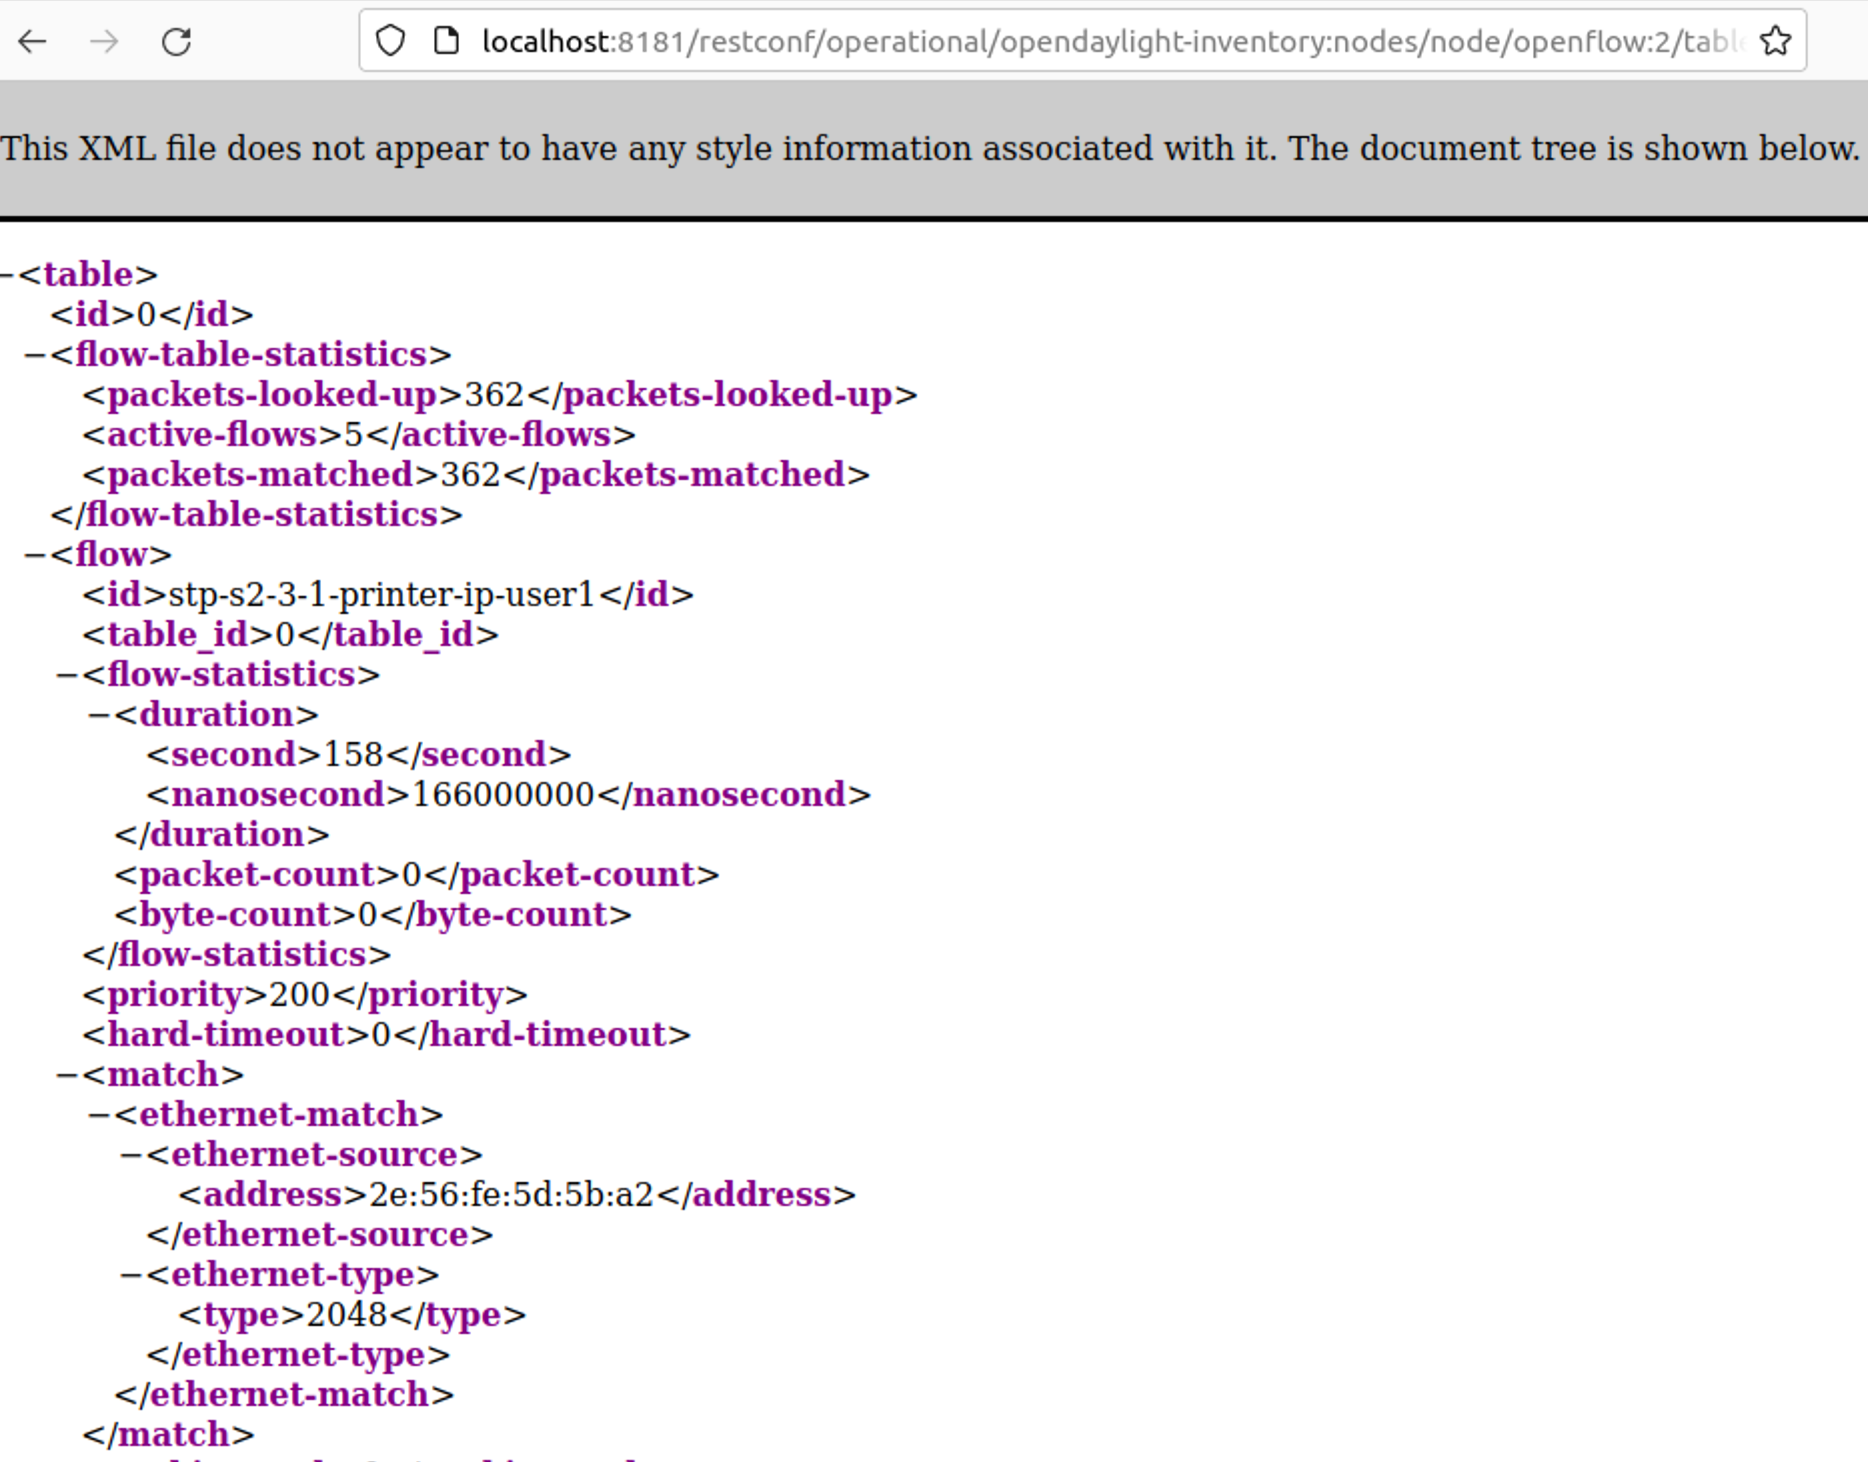 localhost:8181/restconf/operational/opendaylight-inventory:nodes/node/openflow:2/tabl
This XML file does not appear to have any style information associated with it. The document tree is shown below.
−<table>
<id>0</id>
−<flow-table-statistics>
<packets-looked-up>362</packets-looked-up>
<active-flows>5</active-flows>
<packets-matched>362</packets-matched>
</flow-table-statistics>
−<flow>
<id>stp-s2-3-1-printer-ip-user1</id>
<table_id>0</table_id>
−<flow-statistics>
−<duration>
<second>158</second>
<nanosecond>166000000</nanosecond>
</duration>
<packet-count>0</packet-count>
<byte-count>0</byte-count>
</flow-statistics>
<priority>200</priority>
<hard-timeout>0</hard-timeout>
−<match>
−<ethernet-match>
−<ethernet-source>
<address>2e:56:fe:5d:5b:a2</address>
</ethernet-source>
−<ethernet-type>
<type>2048</type>
</ethernet-type>
</ethernet-match>
</match>